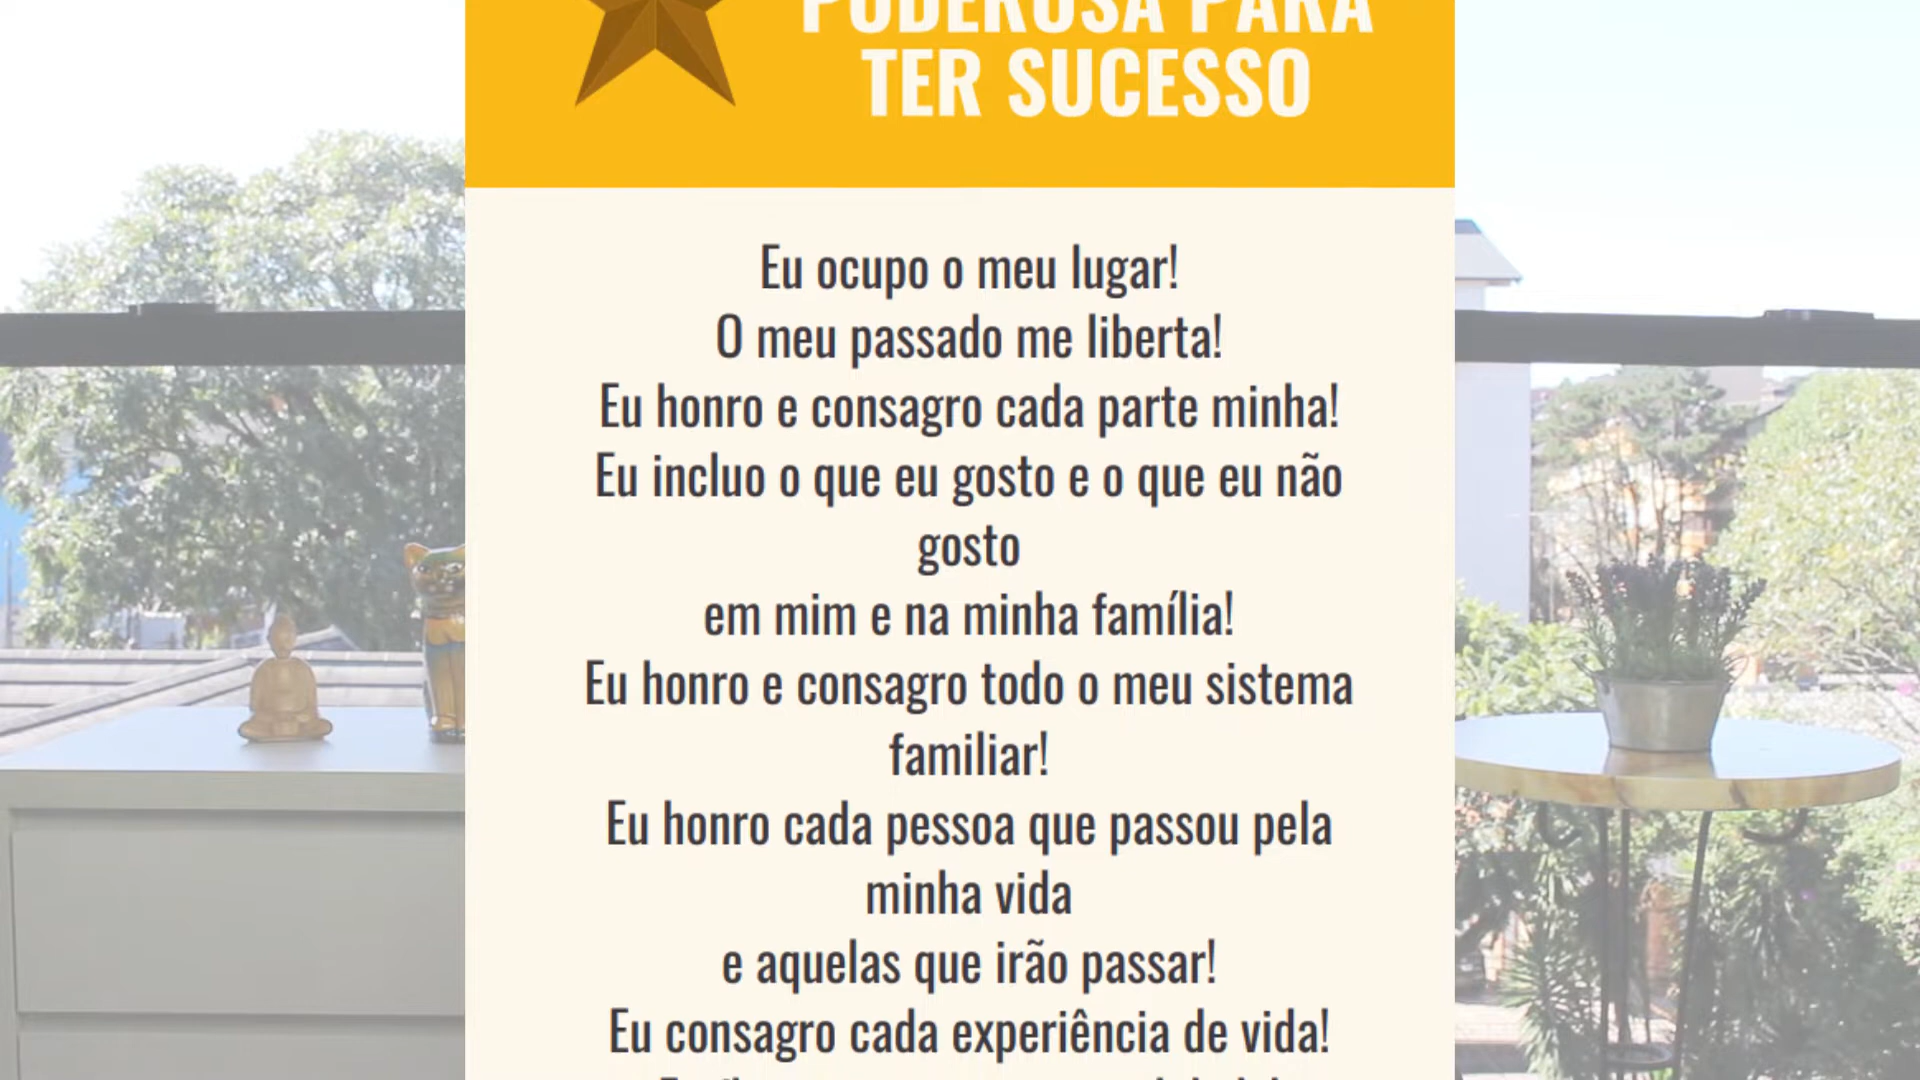 PODEROSA PARA
TER SUCESSO
Eu ocupo o meu lugar!
O meu passado me liberta!
Eu honro e consagro cada parte minha!
Eu incluo o que eu gosto e o que eu não
gosto
em mim e na minha família!
Eu honro e consagro todo o meu sistema
familiar!
Eu honro cada pessoa que passou pela
minha vida
e aquelas que irão passar!
Eu consagro cada experiência de vida!